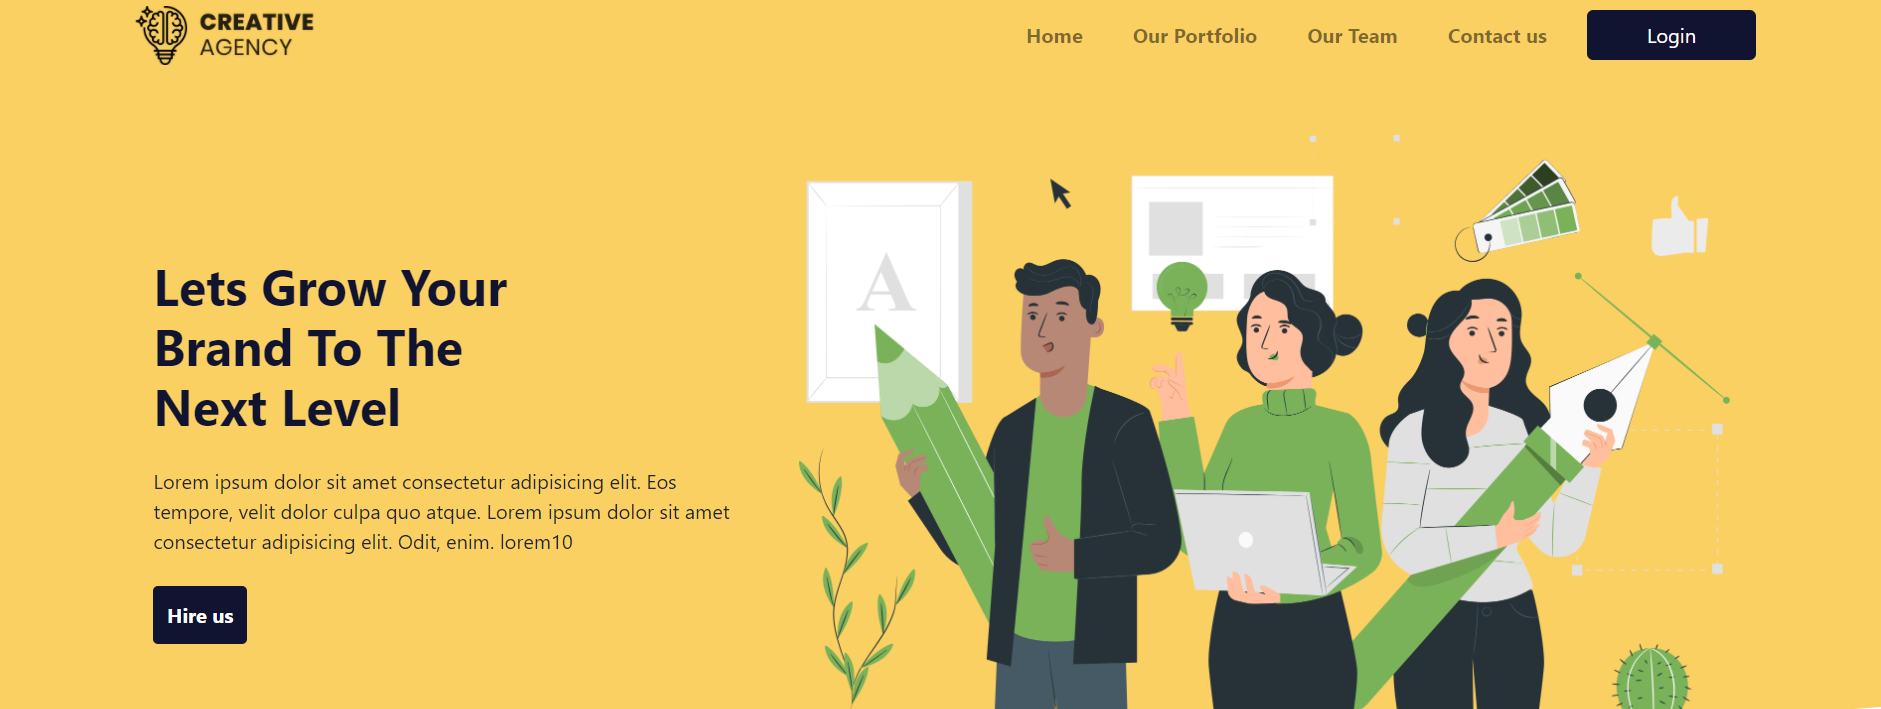 CREATIVE
AGENCY
Home Our Portfolio Our Team Contact us Login
A
Lets Grow Your
Brand To The
Next Level
Lorem ipsum dolor sit amet consectetur adipisicing elit. Eos
tempore, velit dolor culpa quo atque. Lorem ipsum dolor sit amet
consectetur adipisicing elit. Odit, enim. lorem10
Hire us